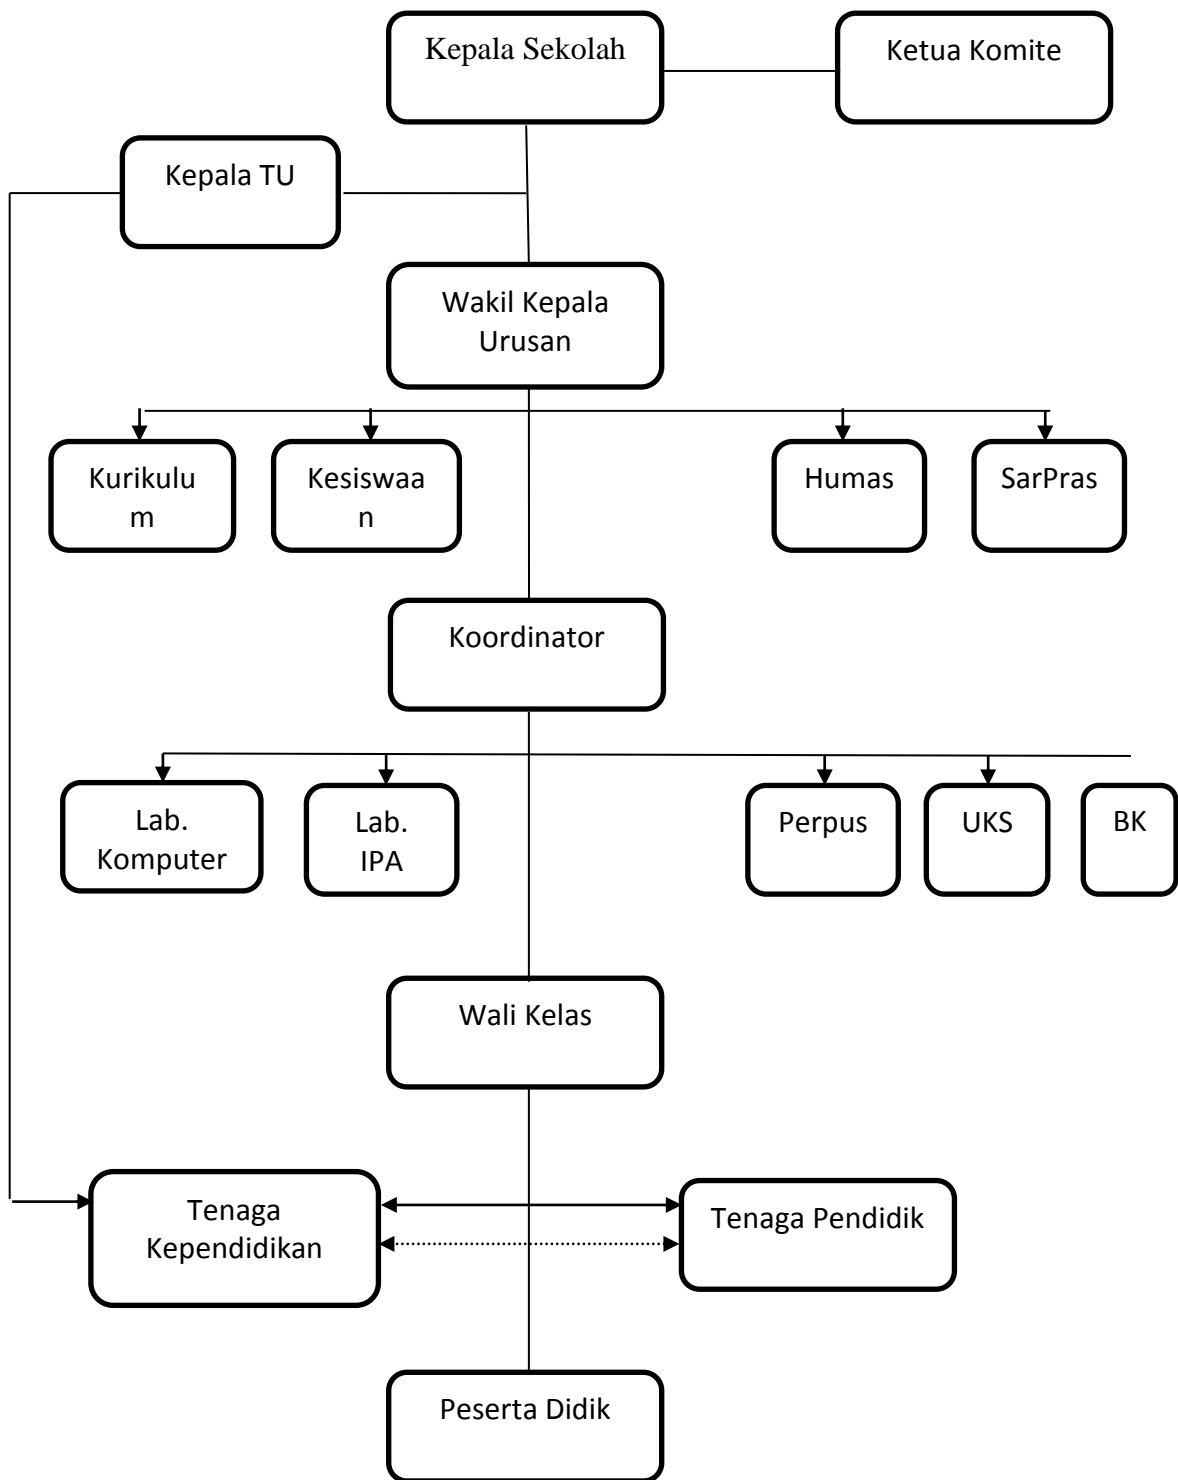 Kepala Sekolah
Ketua Komite
Kepala TU
Wakil Kepala
Urusan
Kurikulu
m
Kesiswaa
n
Humas
SarPras
Koordinator
Lab.
Komputer
Lab.
IPA
Perpus
UKS
BK
Wali Kelas
Tenaga
Kependidikan
Tenaga Pendidik
Peserta Didik